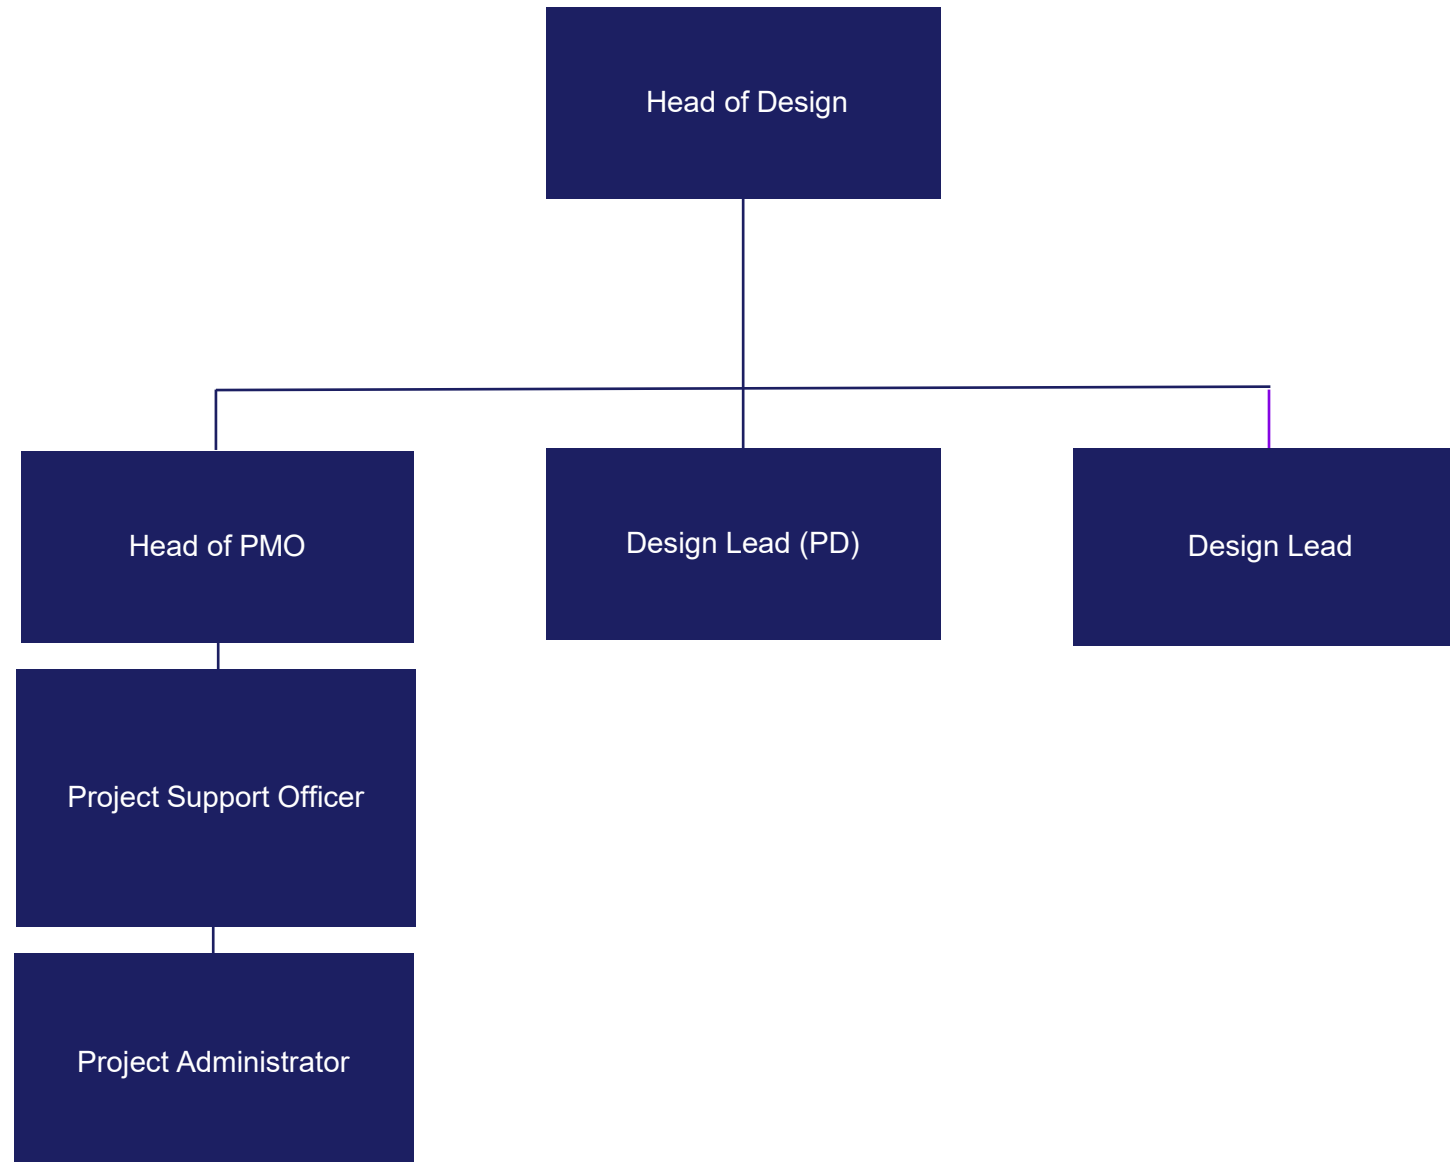 Head of Design
Head of PMO
Design Lead (PD)
Design Lead
Project Support Officer
Project Administrator